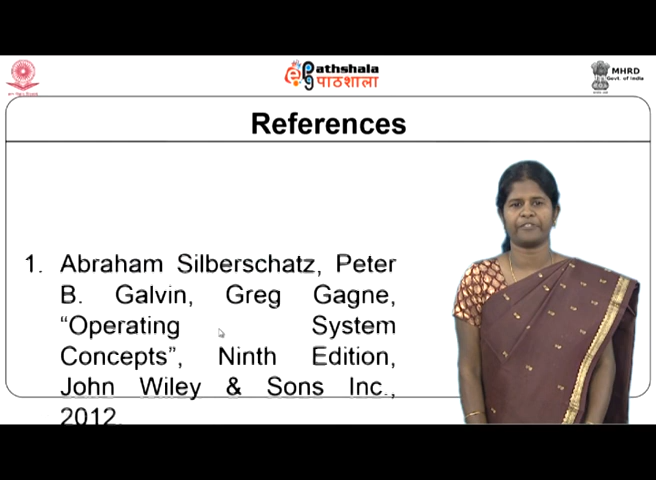 ePathshala
पाठशाला
MHRD
Govt. of India
References
1. Abraham Silberschatz, Peter
B. Galvin, Greg Gagne,
“Operating System
Concepts”, Ninth Edition,
John Wiley & Sons Inc.,
2012.